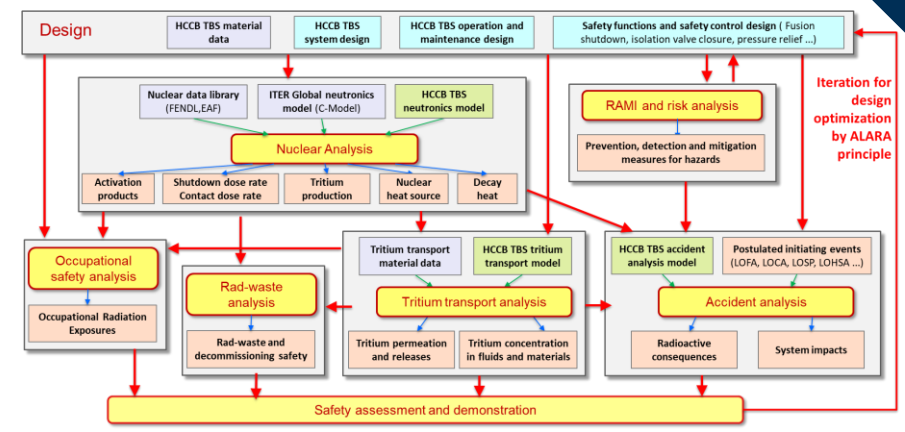 Design
HCCB TBS material
data
HCCB TBS
system design
HCCB TBS operation and
maintenance design
Safety functions and safety control design ( Fusion
shutdown, isolation valve closure, pressure relief ...)
Iteration for
design
optimization
by ALARA
principle
Nuclear data library
(FENDL,EAF)
ITER Global neutronics
model (C-Model)
HCCB TBS
neutronics model
Nuclear Analysis
Activation
products
Shutdown dose rate
Contact dose rate
Tritium
production
Nuclear
heat source
Decay
heat
RAMI and risk analysis
Prevention, detection and mitigation
measures for hazards
Occupational
safety analysis
Occupational Radiation
Exposures
Rad-waste
analysis
Rad-waste and
decommissioning safety
Tritium transport
material data
HCCB TBS tritium
transport model
Tritium transport analysis
Tritium permeation
and releases
Tritium concentration
in fluids and materials
HCCB TBS accident
analysis model
Postulated initiating events
(LOFA, LOCA, LOSP, LOHSA ...)
Accident analysis
Radioactive
consequences
System impacts
Safety assessment and demonstration